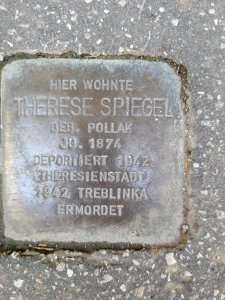 HIER WOHNTE
THERESE SPIEGEL
GEB. POLLAK
JG. 1874
DEPORTIERT 1942
THERESIENSTADT
1942 TREBLINKA
ERMORDET